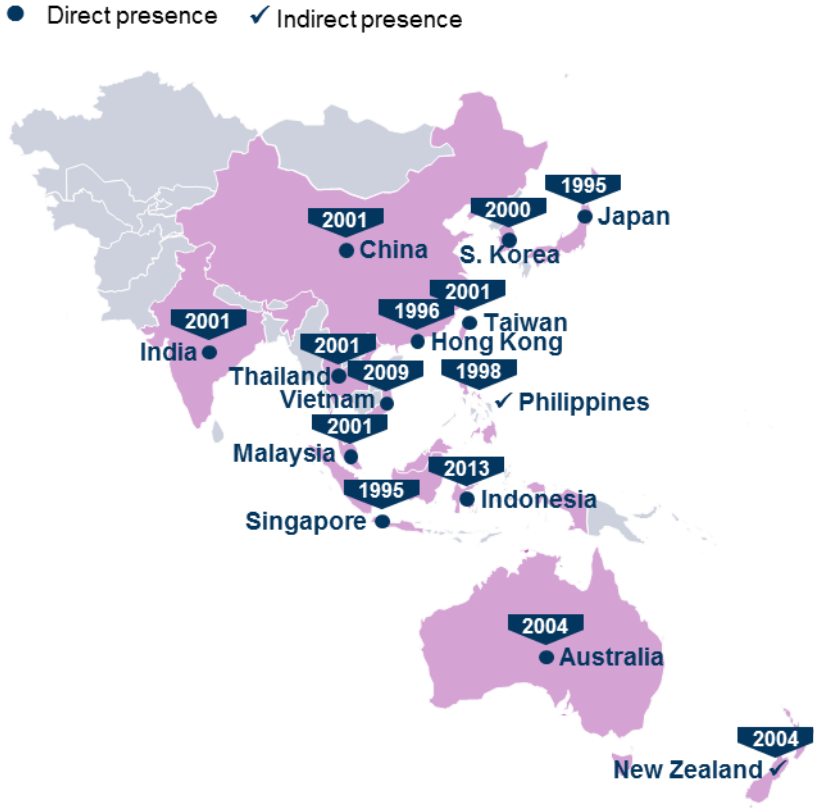 Direct presence ✓ Indirect presence
1995
Japan
2000
S. Korea
2001
China
2001
Taiwan
1996
Hong Kong
2001
India
2001
Thailand
2009
Vietnam
1998
✓ Philippines
2001
Malaysia
2013
Indonesia
1995
Singapore
2004
Australia
2004
New Zealand ✓